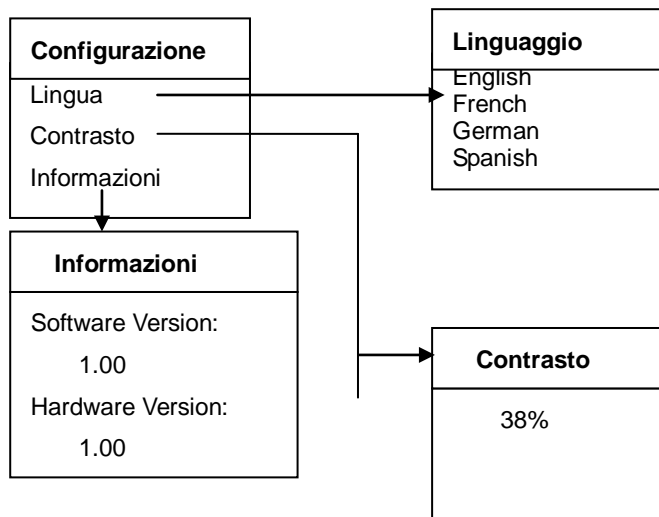 Configurazione
Lingua
Contrasto
Informazioni
Linguaggio
English
French
German
Spanish
Informazioni
Software Version:
1.00
Hardware Version:
1.00
Contrasto
38%